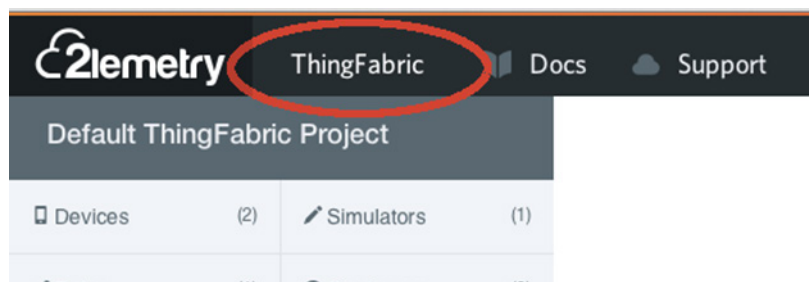 2lemetry ThingFabric Docs Support
Default ThingFabric Project
Devices (2) Simulators (1)